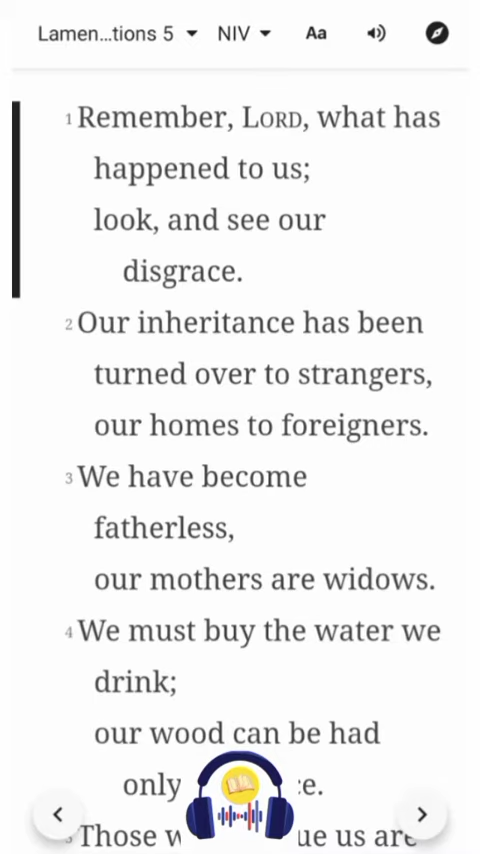 Lamen...tions 5 NIV Aa
1 Remember, LORD, what has
happened to us;
look, and see our
disgrace.
2 Our inheritance has been
turned over to strangers,
our homes to foreigners.
3 We have become
fatherless,
our mothers are widows.
4 We must buy the water we
drink;
our wood can be had
only
Those us are